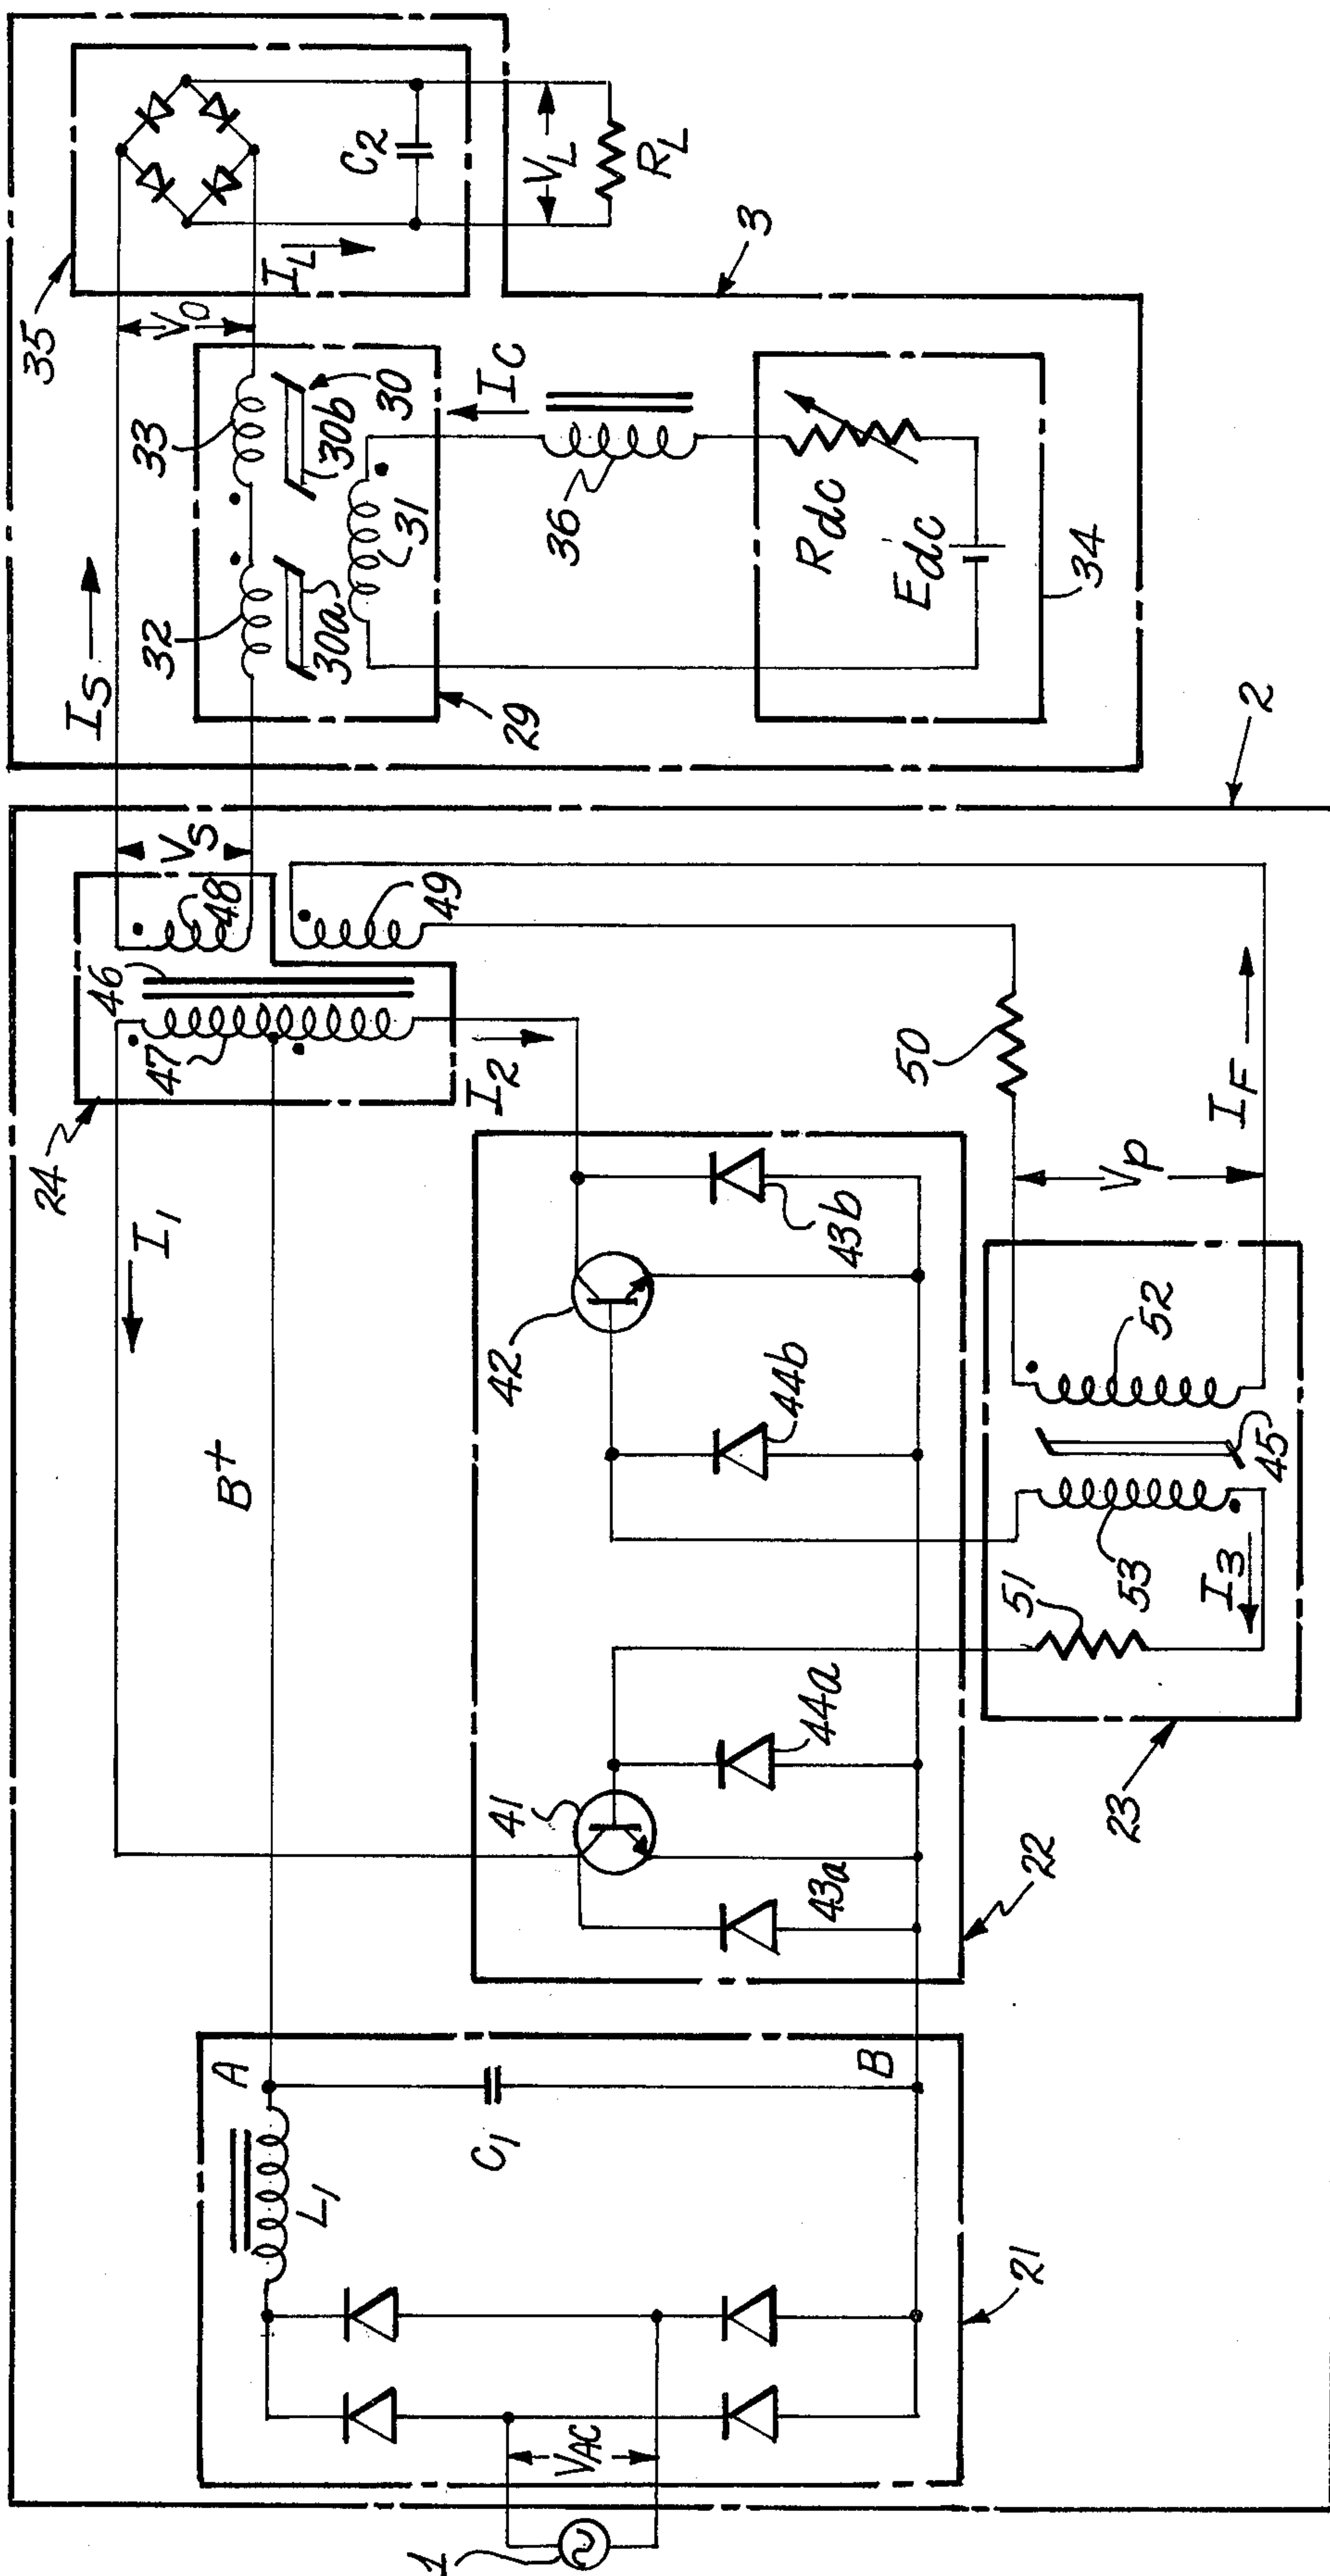 1
V_AC
21
L_1
C_1
A
B
B+
I_1
22
41
43a
44a
42
44b
43b
23
51
I_3
53
45
52
V_P
I_F
50
24
47
46
48
49
I_2
V_S
2
I_S
29
32
33
30
30a
30b
31
I_C
36
R_dc
E_dc
34
3
35
V_O
I_L
C_2
V_L
R_L